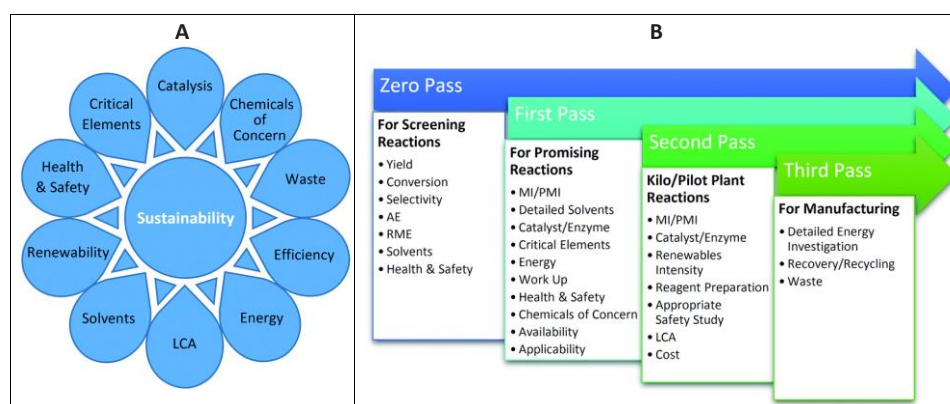 A
Catalysis
Chemicals
of
Concern
Waste
Efficiency
Energy
LCA
Solvents
Renewability
Health
& Safety
Critical
Elements
Sustainability
B
Zero Pass
For Screening
Reactions
• Yield
• Conversion
• Selectivity
• AE
• RME
• Solvents
• Health & Safety
First Pass
For Promising
Reactions
• MI/PMI
• Detailed Solvents
• Catalyst/Enzyme
• Critical Elements
• Energy
• Work Up
• Health & Safety
• Chemicals of Concern
• Availability
• Applicability
Second Pass
Kilo/Pilot Plant
Reactions
• MI/PMI
• Catalyst/Enzyme
• Renewables
Intensity
• Reagent Preparation
• Appropriate
Safety Study
• LCA
• Cost
Third Pass
For Manufacturing
• Detailed Energy
Investigation
• Recovery/Recycling
• Waste